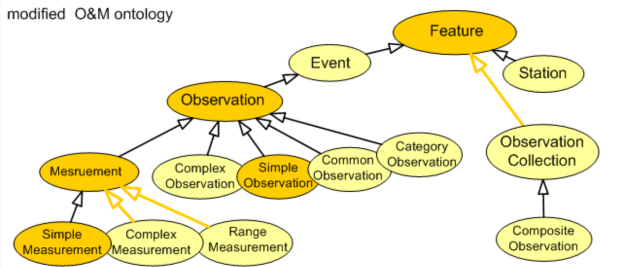 modified O&M ontology
Feature
Event
Station
Observation
Category
Observation
Observation
Collection
Complex
Observation
Simple
Observation
Common
Observation
Mesruement
Simple
Measurement
Complex
Measurement
Range
Measurement
Composite
Observation